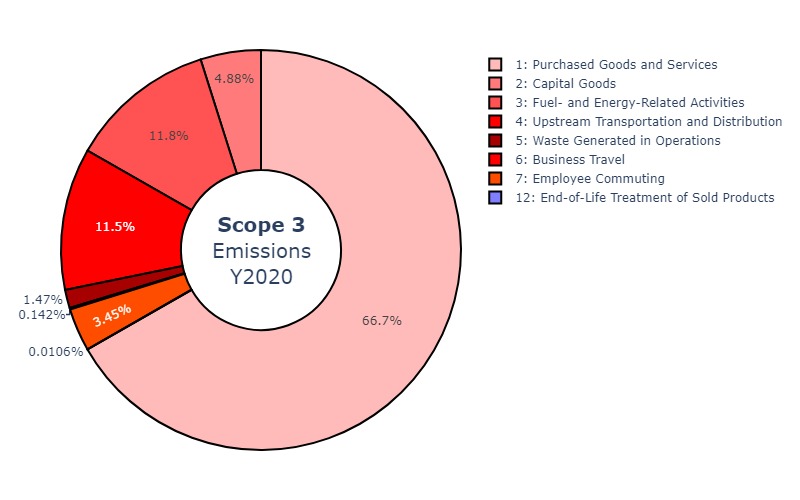 4.88%
11.8%
11.5%
1.47%
0.142%
3.45%
0.0106%
66.7%
Scope 3
Emissions
Y2020
1: Purchased Goods and Services
2: Capital Goods
3: Fuel- and Energy-Related Activities
4: Upstream Transportation and Distribution
5: Waste Generated in Operations
6: Business Travel
7: Employee Commuting
12: End-of-Life Treatment of Sold Products